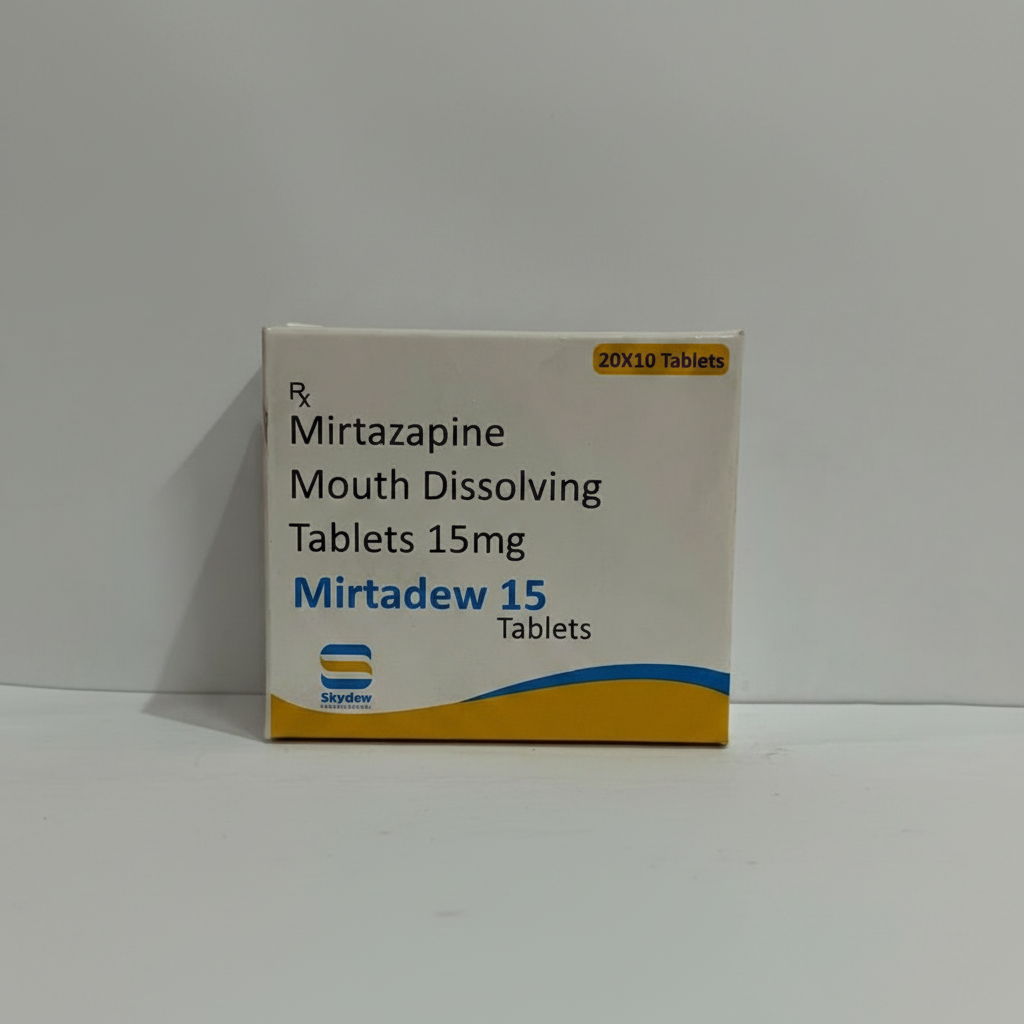 20X10 Tablets
Rx
Mirtazapine
Mouth Dissolving
Tablets 15mg
Mirtadew 15
Tablets
Skydew